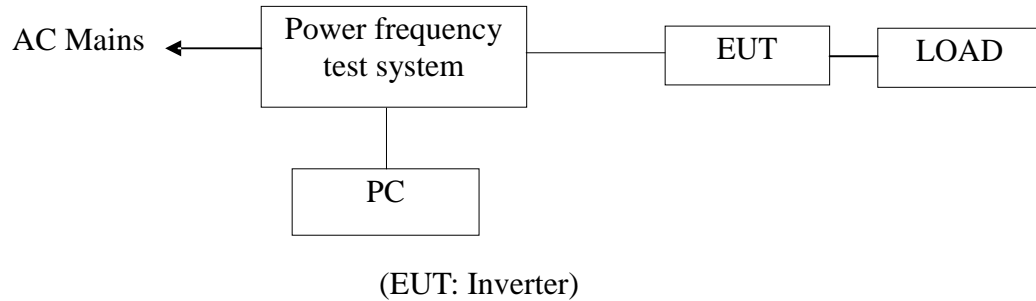 AC Mains
Power frequency
test system
EUT
LOAD
PC
(EUT: Inverter)